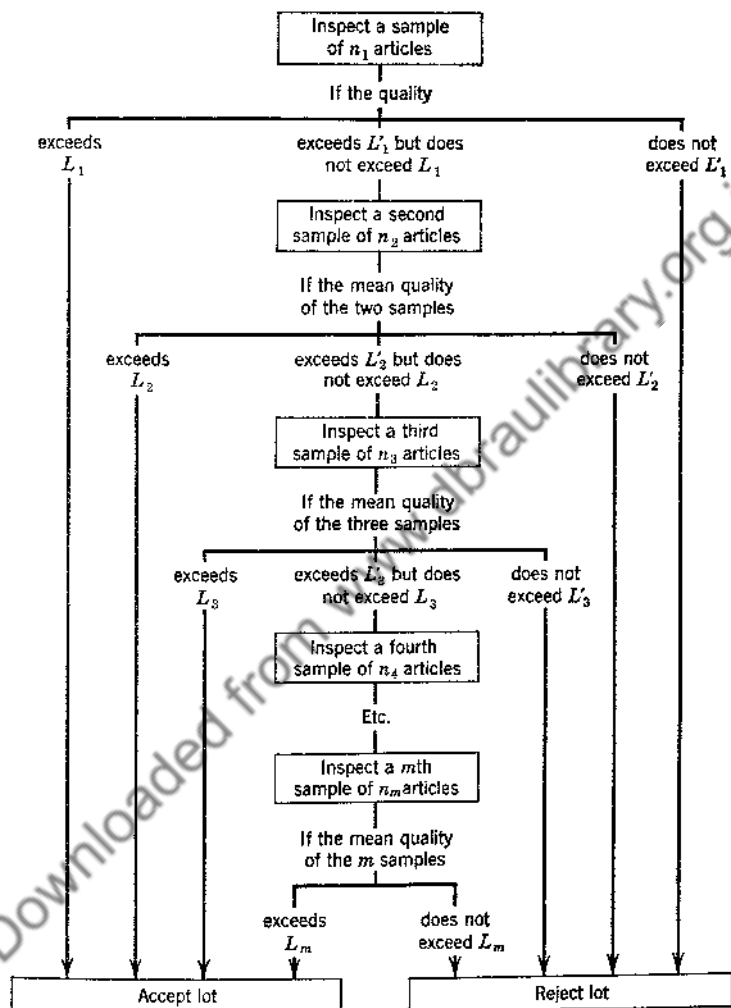 Inspect a sample
of n₁ articles
If the quality
exceeds
L₁
exceeds L′₁ but does
not exceed L₁
does not
exceed L′₁
Inspect a second
sample of n₂ articles
If the mean quality
of the two samples
exceeds
L₂
exceeds L′₂ but does
not exceed L₂
does not
exceed L′₂
Inspect a third
sample of n₃ articles
If the mean quality
of the three samples
exceeds
L₃
exceeds L′₃ but does
not exceed L₃
does not
exceed L′₃
Inspect a fourth
sample of n₄ articles
Etc.
Inspect a mth
sample of nₘ articles
If the mean quality
of the m samples
exceeds
Lₘ
does not
exceed Lₘ
Accept lot
Reject lot
Downloaded from www.dbraulibrary.org.i